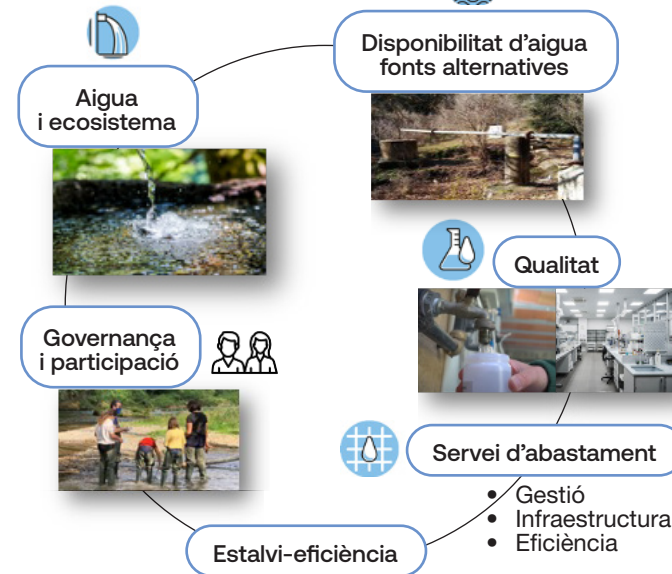 Disponibilitat d'aigua
fonts alternatives
Aigua
i ecosistema
Qualitat
Governança
i participació
Servei d'abastament
• Gestió
• Infraestructura
• Eficiència
Estalvi-eficiència